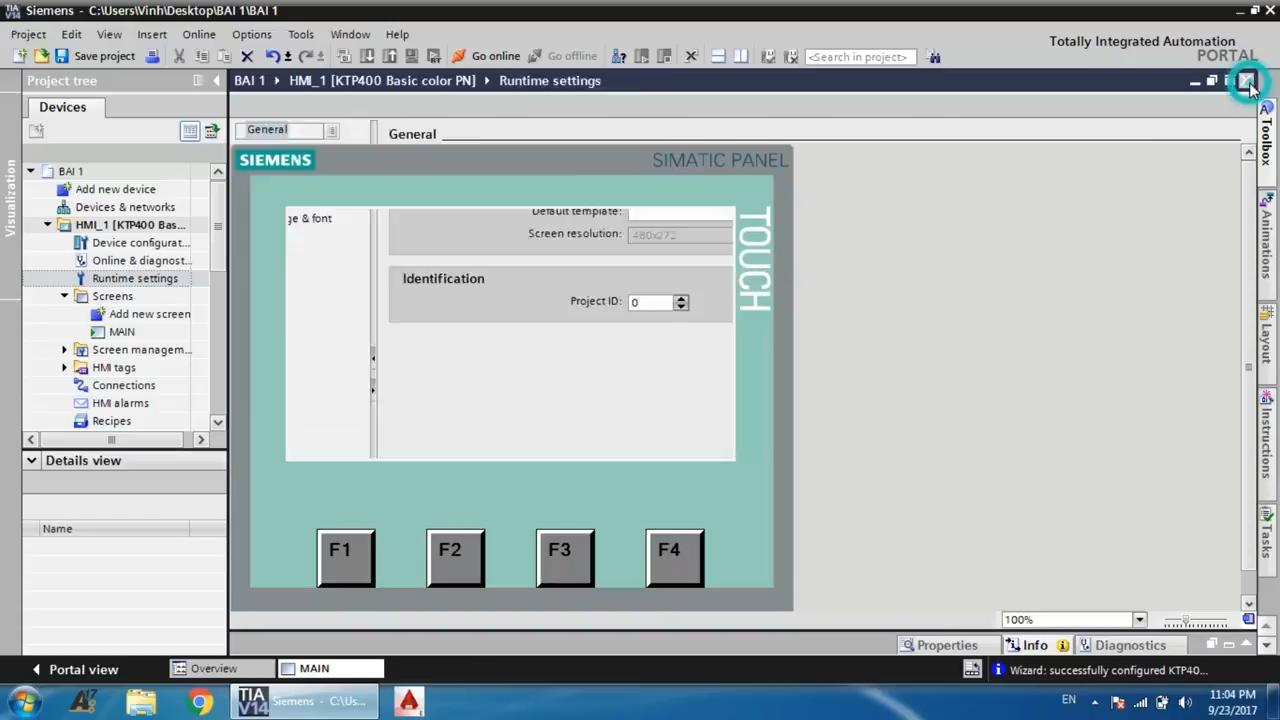 TIA V14 Siemens - C:\Users\Vinh\Desktop\BAI 1\BAI 1
Project Edit View Insert Online Options Tools Window Help
Totally Integrated Automation
PORTAL
Save project Go online Go offline <Search in project>
Project tree
BAI 1 HMI_1 [KTP400 Basic color PN] Runtime settings
Devices
General
General
SIEMENS
SIMATIC PANEL
BAI 1
Add new device
Devices & networks
HMI_1 [KTP400 Bas...
Device configurat...
Online & diagnost...
Runtime settings
Screens
Add new screen
MAIN
Screen managem...
HMI tags
Connections
HMI alarms
Recipes
ge & font
Default template:
Screen resolution: 480x272
Identification
Project ID: 0
TOUCH
F1 F2 F3 F4
Details view
Name
Visualization
Toolbox
Animations
Layout
Instructions
Tasks
100%
Properties Info Diagnostics
Portal view Overview MAIN
Wizard: successfully configured KTP40...
TIA V14 Siemens - C:\Us...
EN
11:04 PM
9/23/2017